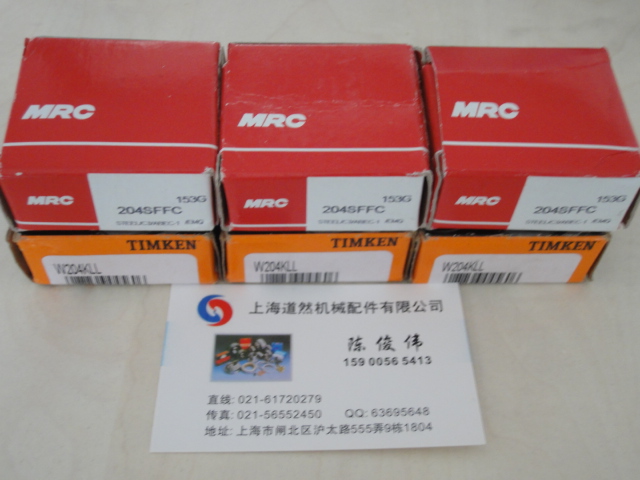 MRC
MRC
MRC
MRC
153G
204SFFC
MRC
153G
204SFFC
MRC
153G
204SFFC
TIMKEN
W204KLL
TIMKEN
W204KLL
TIMKEN
W204KLL
上海道然机械配件有限公司
陈俊伟
159 0056 5413
直线: 021-61720279
传真: 021-56552450 QQ: 63695648
地址: 上海市闸北区沪太路555弄9栋1804